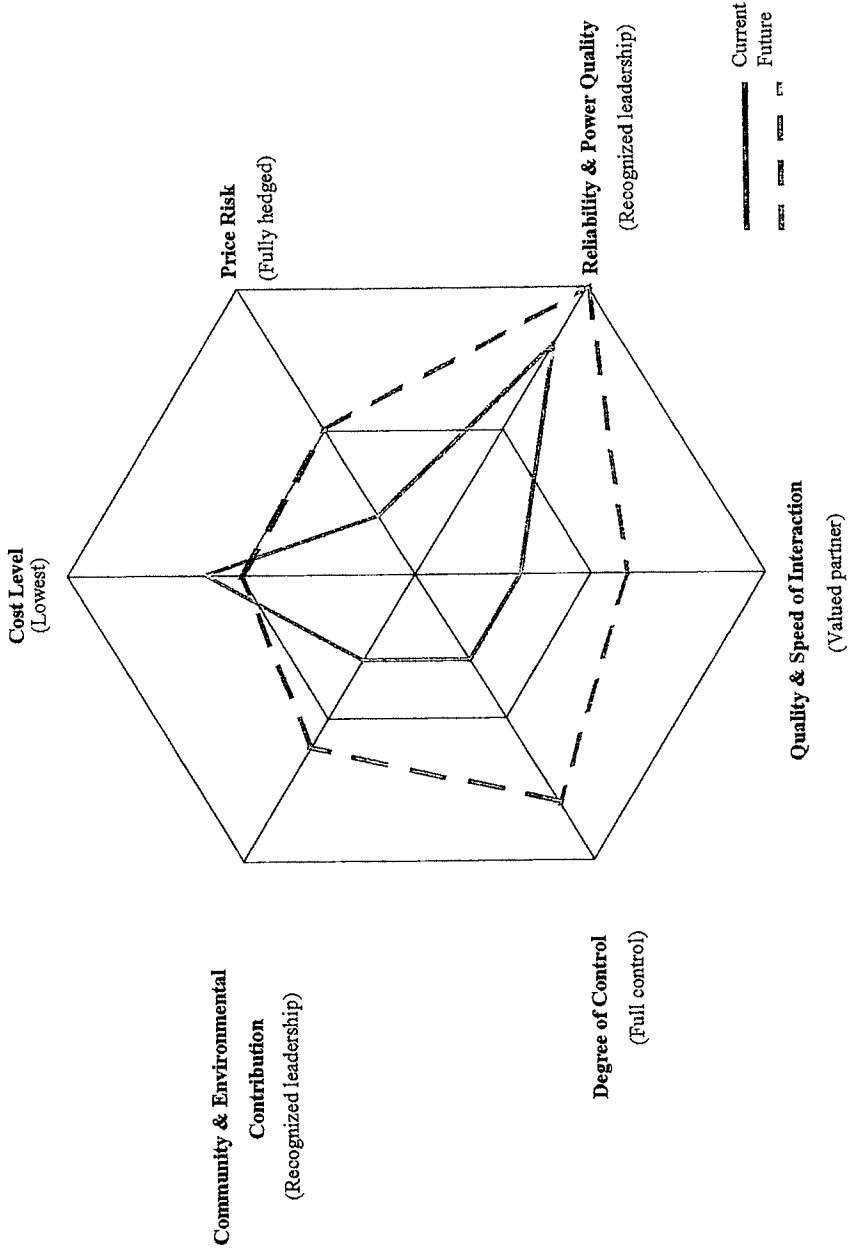 Cost Level
(Lowest)
Price Risk
(Fully hedged)
Reliability & Power Quality
(Recognized leadership)
Quality & Speed of Interaction
(Valued partner)
Degree of Control
(Full control)
Community & Environmental
Contribution
(Recognized leadership)
Current
Future